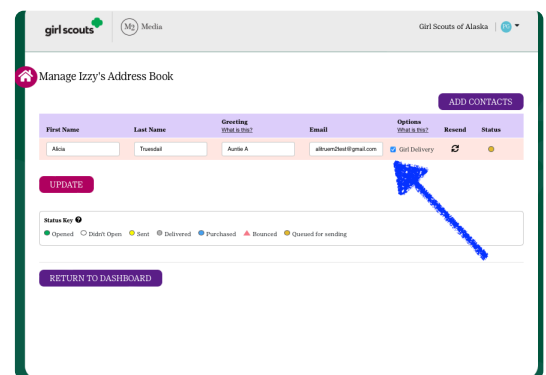 girl scouts M2 Media Girl Scouts of Alaska
Manage Izzy's Address Book
ADD CONTACTS
First Name Last Name Greeting What is this? Email Options What is this? Resend Status
Alicia Truesdail Auntie A alitruem2test@gmail.com Girl Delivery
UPDATE
Status Key
Opened Didn't Open Sent Delivered Purchased Bounced Queued for sending
RETURN TO DASHBOARD